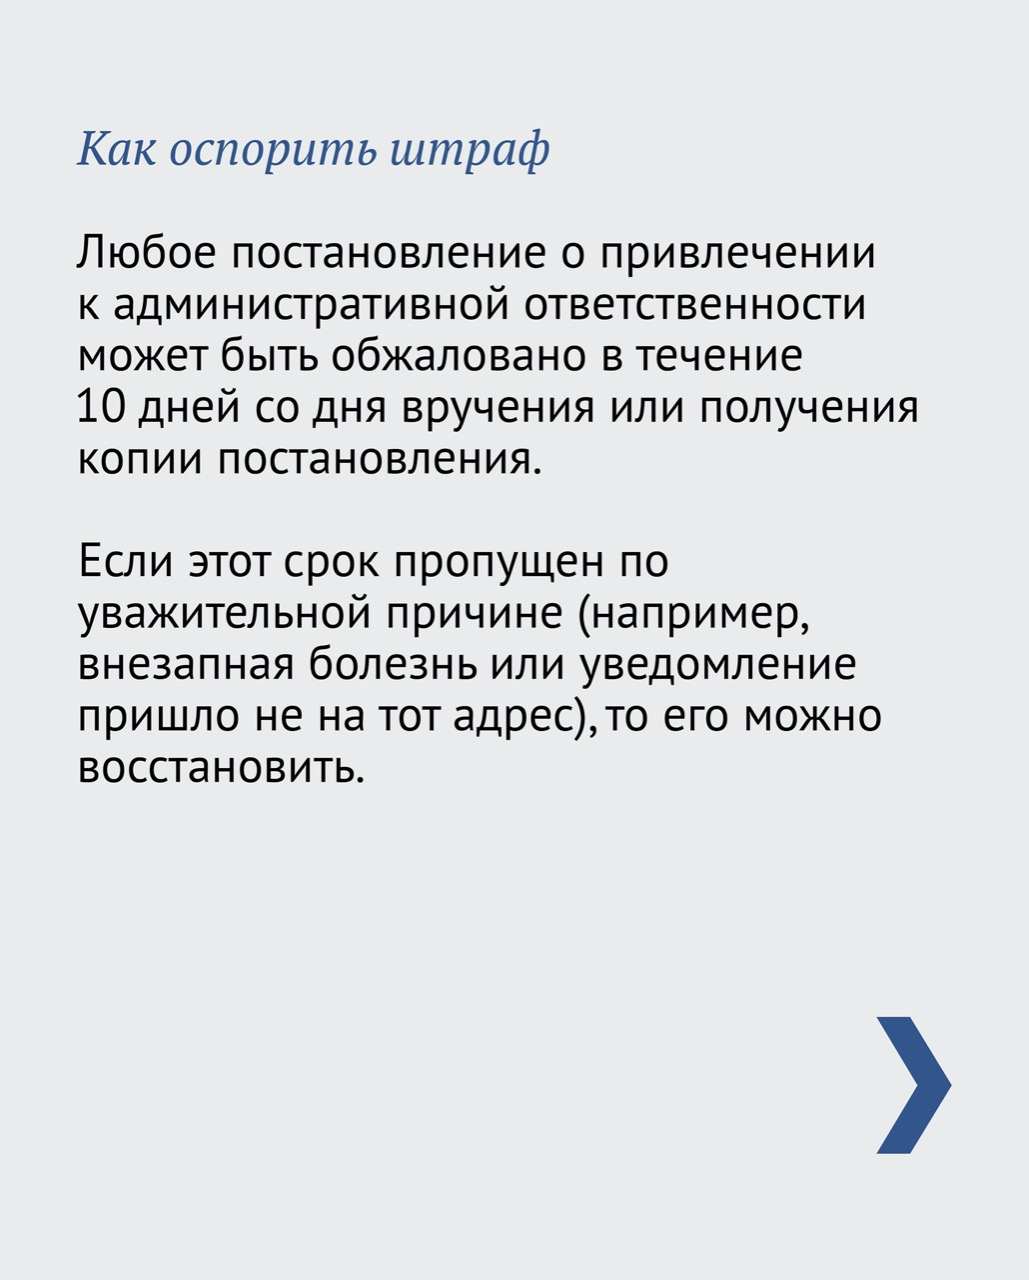 Как оспорить штраф
Любое постановление о привлечении
к административной ответственности
может быть обжаловано в течение
10 дней со дня вручения или получения
копии постановления.
Если этот срок пропущен по
уважительной причине (например,
внезапная болезнь или уведомление
пришло не на тот адрес), то его можно
восстановить.